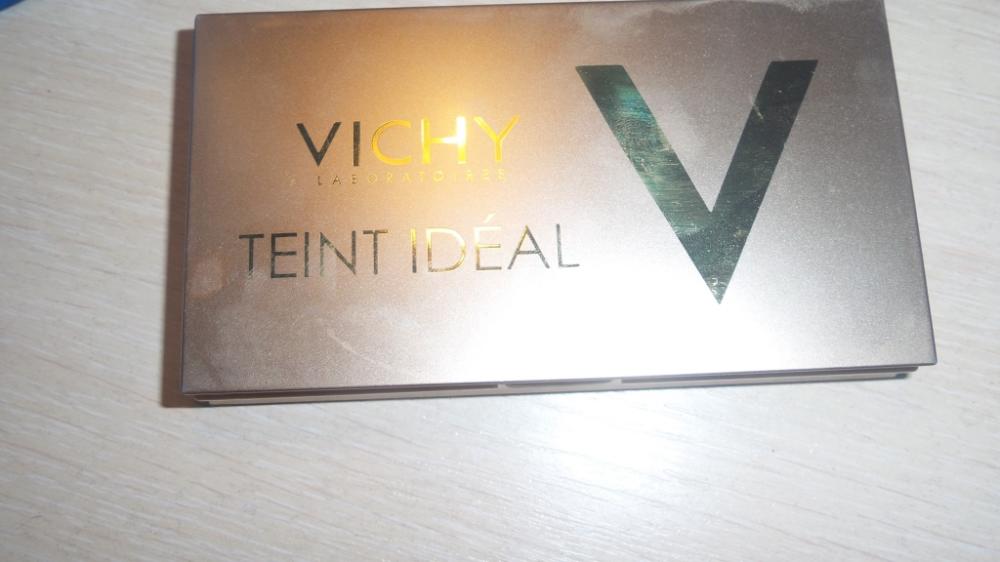 VICHY
LABORATOIRES
TEINT IDÉAL
V